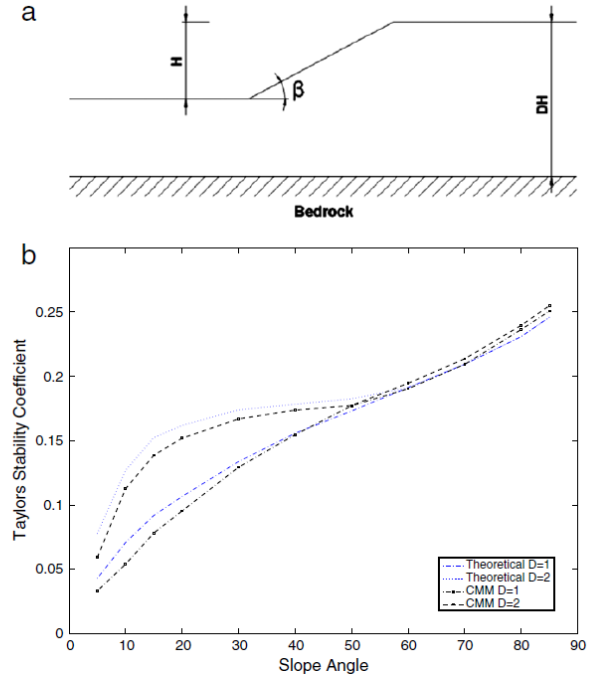 a
H
β
DH
Bedrock
b
Taylors Stability Coefficient
0.25
0.2
0.15
0.1
0.05
0
0 10 20 30 40 50 60 70 80 90
Slope Angle
Theoretical D=1
Theoretical D=2
CMM D=1
CMM D=2